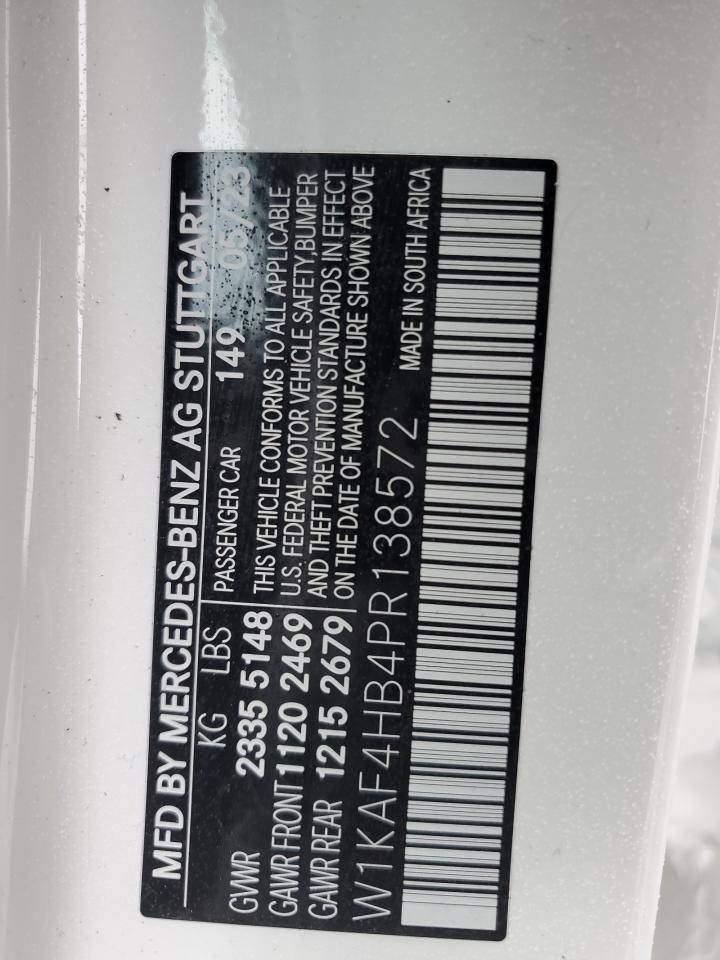 MFD BY MERCEDES-BENZ AG STUTTGART
KG LBS PASSENGER CAR 149 05/23
GVWR 2335 5148
GAWR FRONT 1120 2469
GAWR REAR 1215 2679
THIS VEHICLE CONFORMS TO ALL APPLICABLE
U.S. FEDERAL MOTOR VEHICLE SAFETY,BUMPER
AND THEFT PREVENTION STANDARDS IN EFFECT
ON THE DATE OF MANUFACTURE SHOWN ABOVE
W1KAF4HB4PR138572 MADE IN SOUTH AFRICA